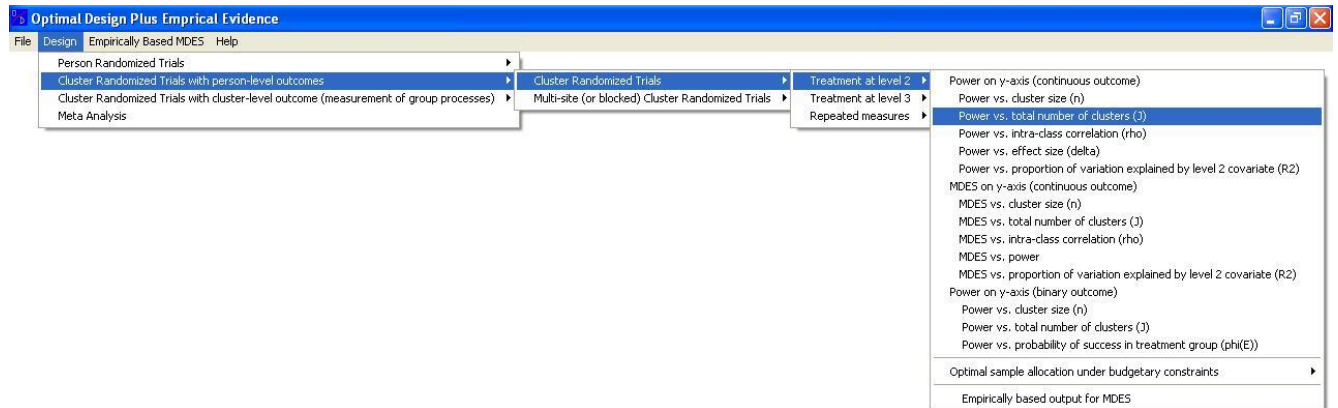 Optimal Design Plus Emprical Evidence
File Design Empirically Based MDES Help
Person Randomized Trials
Cluster Randomized Trials with person-level outcomes
Cluster Randomized Trials with cluster-level outcome (measurement of group processes)
Meta Analysis
Cluster Randomized Trials
Multi-site (or blocked) Cluster Randomized Trials
Treatment at level 2
Treatment at level 3
Repeated measures
Power on y-axis (continuous outcome)
Power vs. cluster size (n)
Power vs. total number of clusters (J)
Power vs. intra-class correlation (rho)
Power vs. effect size (delta)
Power vs. proportion of variation explained by level 2 covariate (R2)
MDES on y-axis (continuous outcome)
MDES vs. cluster size (n)
MDES vs. total number of clusters (J)
MDES vs. intra-class correlation (rho)
MDES vs. power
MDES vs. proportion of variation explained by level 2 covariate (R2)
Power on y-axis (binary outcome)
Power vs. cluster size (n)
Power vs. total number of clusters (J)
Power vs. probability of success in treatment group (phi(E))
Optimal sample allocation under budgetary constraints
Empirically based output for MDES